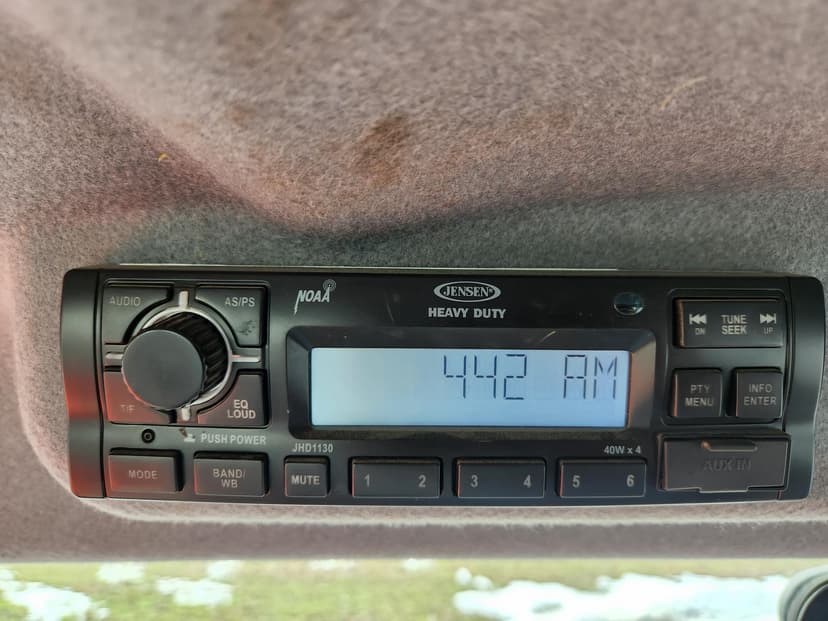 AUDIO
AS/PS
NOAA
JENSEN®
HEAVY DUTY
442 AM
TUNE
SEEK
DN
UP
T/F
EQ
LOUD
PTY
MENU
INFO
ENTER
PUSH POWER
JHD1130
40W x 4
MODE
BAND/
WB
MUTE
1 2
3 4
5 6
AUX IN